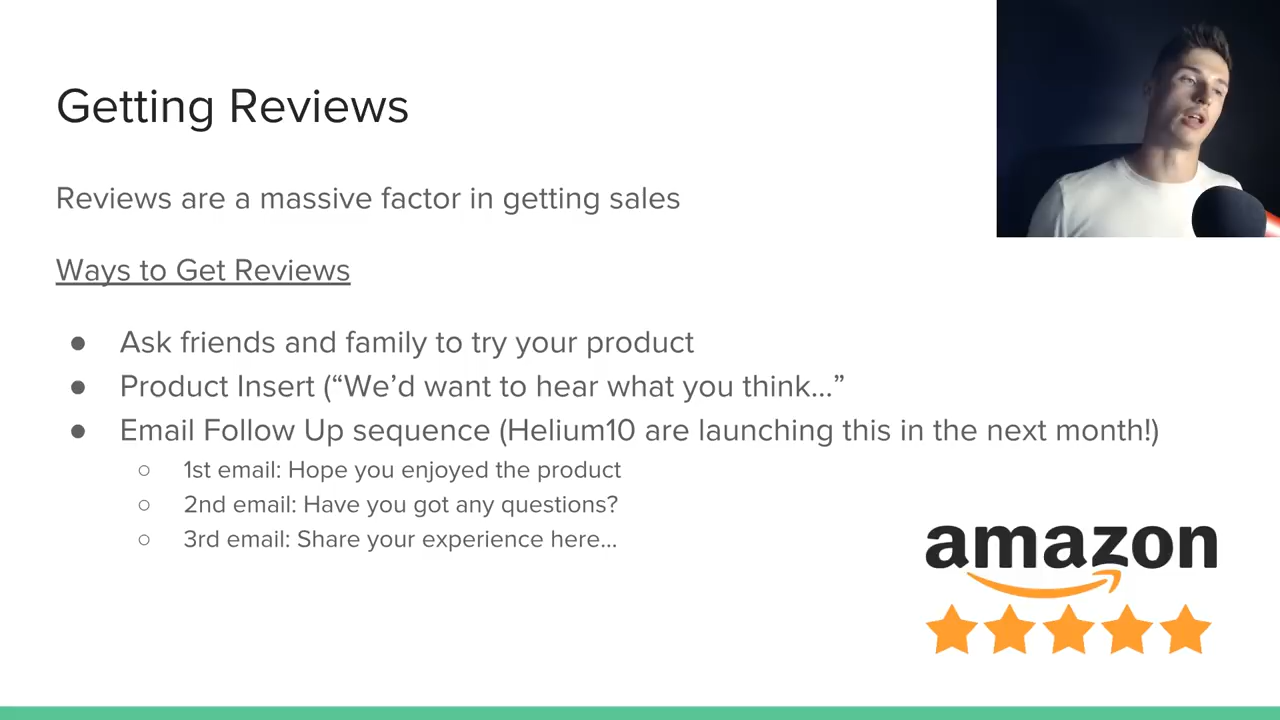 Getting Reviews
Reviews are a massive factor in getting sales
Ways to Get Reviews
● Ask friends and family to try your product
● Product Insert (“We’d want to hear what you think...”
● Email Follow Up sequence (Helium10 are launching this in the next month!)
○ 1st email: Hope you enjoyed the product
○ 2nd email: Have you got any questions?
○ 3rd email: Share your experience here...
amazon